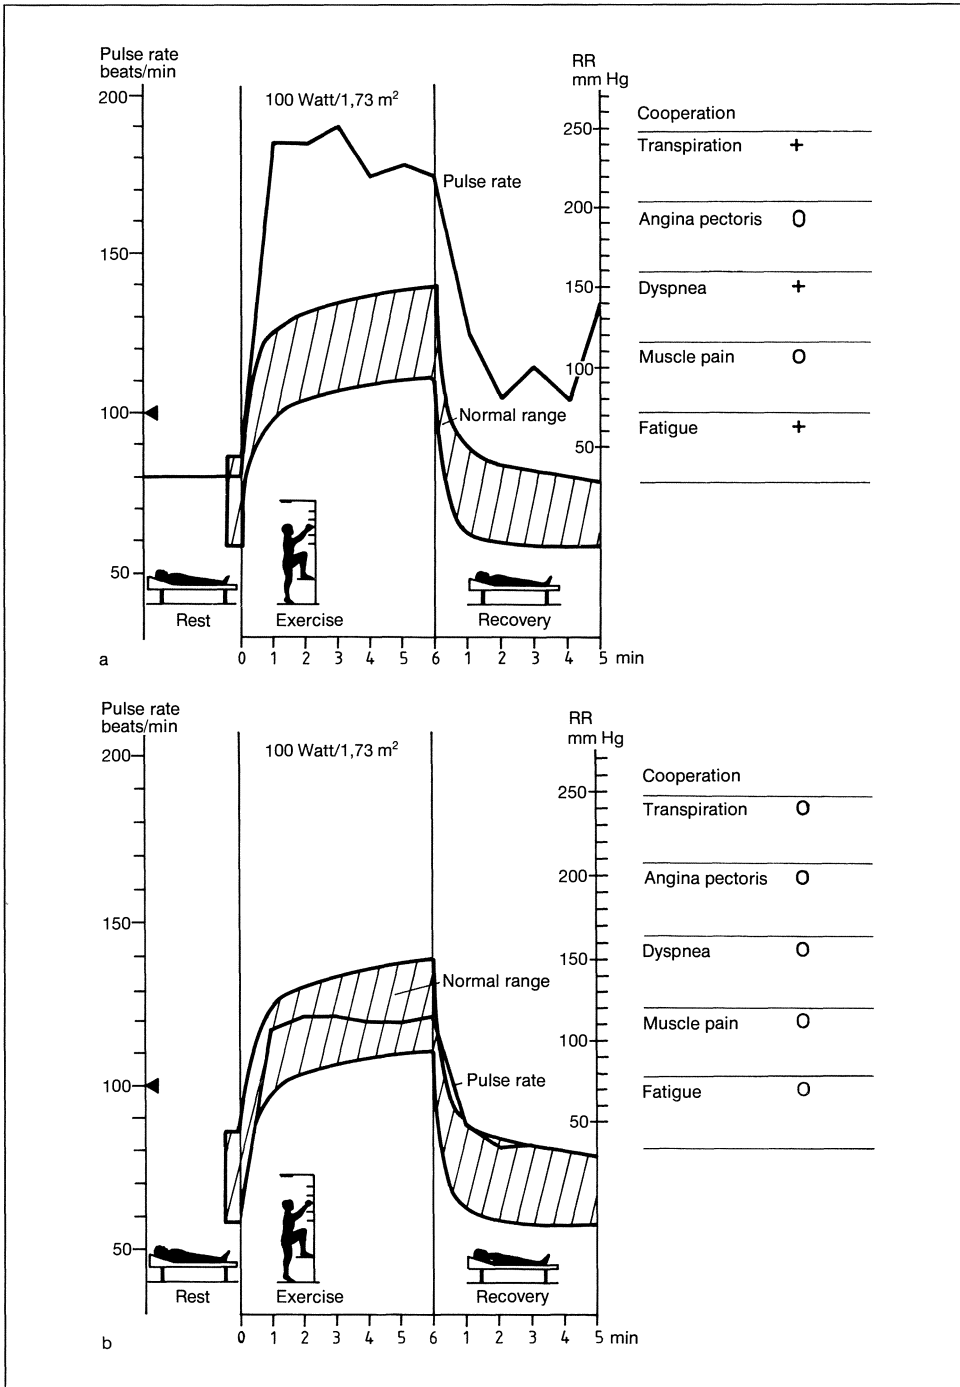 Pulse rate
beats/min
RR
mm Hg
100 Watt/1,73 m²
200
150
100
50
250
200
150
100
50
Pulse rate
Normal range
Cooperation
Transpiration +
Angina pectoris O
Dyspnea +
Muscle pain O
Fatigue +
Rest
Exercise
Recovery
0 1 2 3 4 5 6 1 2 3 4 5 min
a
Pulse rate
beats/min
RR
mm Hg
100 Watt/1,73 m²
200
150
100
50
250
200
150
100
50
Normal range
Pulse rate
Cooperation
Transpiration O
Angina pectoris O
Dyspnea O
Muscle pain O
Fatigue O
Rest
Exercise
Recovery
0 1 2 3 4 5 6 1 2 3 4 5 min
b